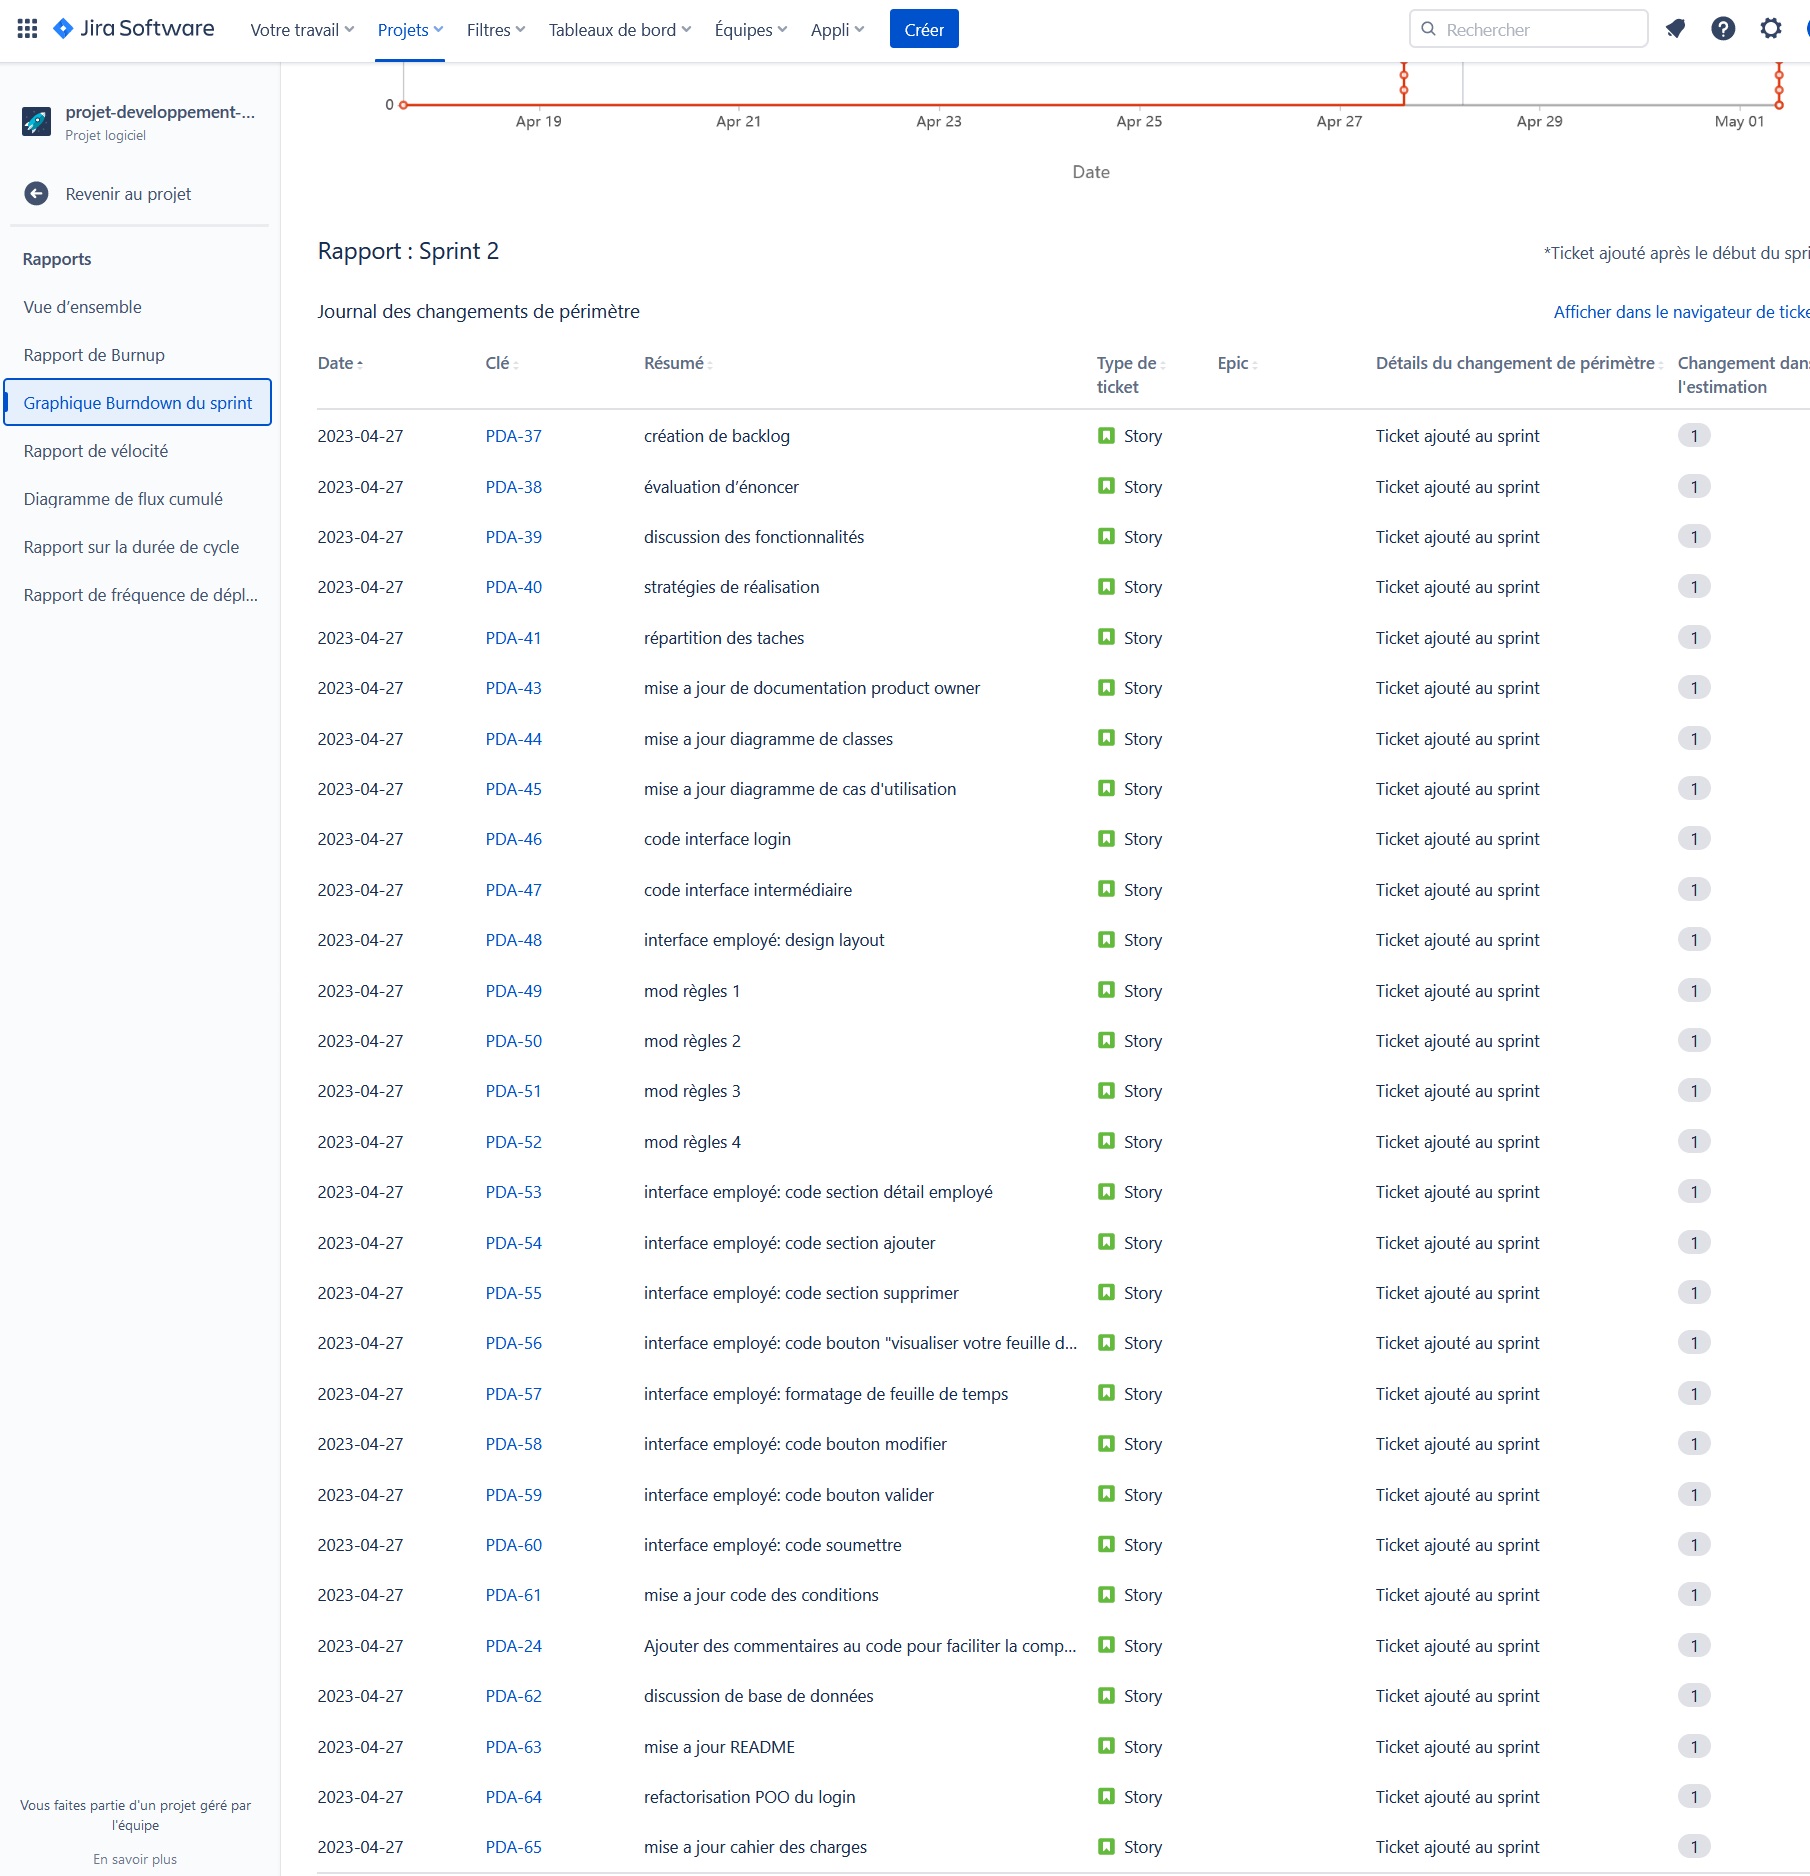 Jira Software Votre travail Projets Filtres Tableaux de bord Équipes Appli Créer Rechercher
projet-developpement-...
Projet logiciel
Revenir au projet
Rapports
Vue d’ensemble
Rapport de Burnup
Graphique Burndown du sprint
Rapport de vélocité
Diagramme de flux cumulé
Rapport sur la durée de cycle
Rapport de fréquence de dépl...
Vous faites partie d'un projet géré par
l'équipe
En savoir plus
0
Apr 19 Apr 21 Apr 23 Apr 25 Apr 27 Apr 29 May 01
Date
Rapport : Sprint 2 *Ticket ajouté après le début du spri
Journal des changements de périmètre Afficher dans le navigateur de ticke
Date Clé Résumé Type de ticket Epic Détails du changement de périmètre Changement dans l'estimation
2023-04-27 PDA-37 création de backlog Story Ticket ajouté au sprint 1
2023-04-27 PDA-38 évaluation d’énoncer Story Ticket ajouté au sprint 1
2023-04-27 PDA-39 discussion des fonctionnalités Story Ticket ajouté au sprint 1
2023-04-27 PDA-40 stratégies de réalisation Story Ticket ajouté au sprint 1
2023-04-27 PDA-41 répartition des taches Story Ticket ajouté au sprint 1
2023-04-27 PDA-43 mise a jour de documentation product owner Story Ticket ajouté au sprint 1
2023-04-27 PDA-44 mise a jour diagramme de classes Story Ticket ajouté au sprint 1
2023-04-27 PDA-45 mise a jour diagramme de cas d'utilisation Story Ticket ajouté au sprint 1
2023-04-27 PDA-46 code interface login Story Ticket ajouté au sprint 1
2023-04-27 PDA-47 code interface intermédiaire Story Ticket ajouté au sprint 1
2023-04-27 PDA-48 interface employé: design layout Story Ticket ajouté au sprint 1
2023-04-27 PDA-49 mod règles 1 Story Ticket ajouté au sprint 1
2023-04-27 PDA-50 mod règles 2 Story Ticket ajouté au sprint 1
2023-04-27 PDA-51 mod règles 3 Story Ticket ajouté au sprint 1
2023-04-27 PDA-52 mod règles 4 Story Ticket ajouté au sprint 1
2023-04-27 PDA-53 interface employé: code section détail employé Story Ticket ajouté au sprint 1
2023-04-27 PDA-54 interface employé: code section ajouter Story Ticket ajouté au sprint 1
2023-04-27 PDA-55 interface employé: code section supprimer Story Ticket ajouté au sprint 1
2023-04-27 PDA-56 interface employé: code bouton "visualiser votre feuille d... Story Ticket ajouté au sprint 1
2023-04-27 PDA-57 interface employé: formatage de feuille de temps Story Ticket ajouté au sprint 1
2023-04-27 PDA-58 interface employé: code bouton modifier Story Ticket ajouté au sprint 1
2023-04-27 PDA-59 interface employé: code bouton valider Story Ticket ajouté au sprint 1
2023-04-27 PDA-60 interface employé: code soumettre Story Ticket ajouté au sprint 1
2023-04-27 PDA-61 mise a jour code des conditions Story Ticket ajouté au sprint 1
2023-04-27 PDA-24 Ajouter des commentaires au code pour faciliter la comp... Story Ticket ajouté au sprint 1
2023-04-27 PDA-62 discussion de base de données Story Ticket ajouté au sprint 1
2023-04-27 PDA-63 mise a jour README Story Ticket ajouté au sprint 1
2023-04-27 PDA-64 refactorisation POO du login Story Ticket ajouté au sprint 1
2023-04-27 PDA-65 mise a jour cahier des charges Story Ticket ajouté au sprint 1